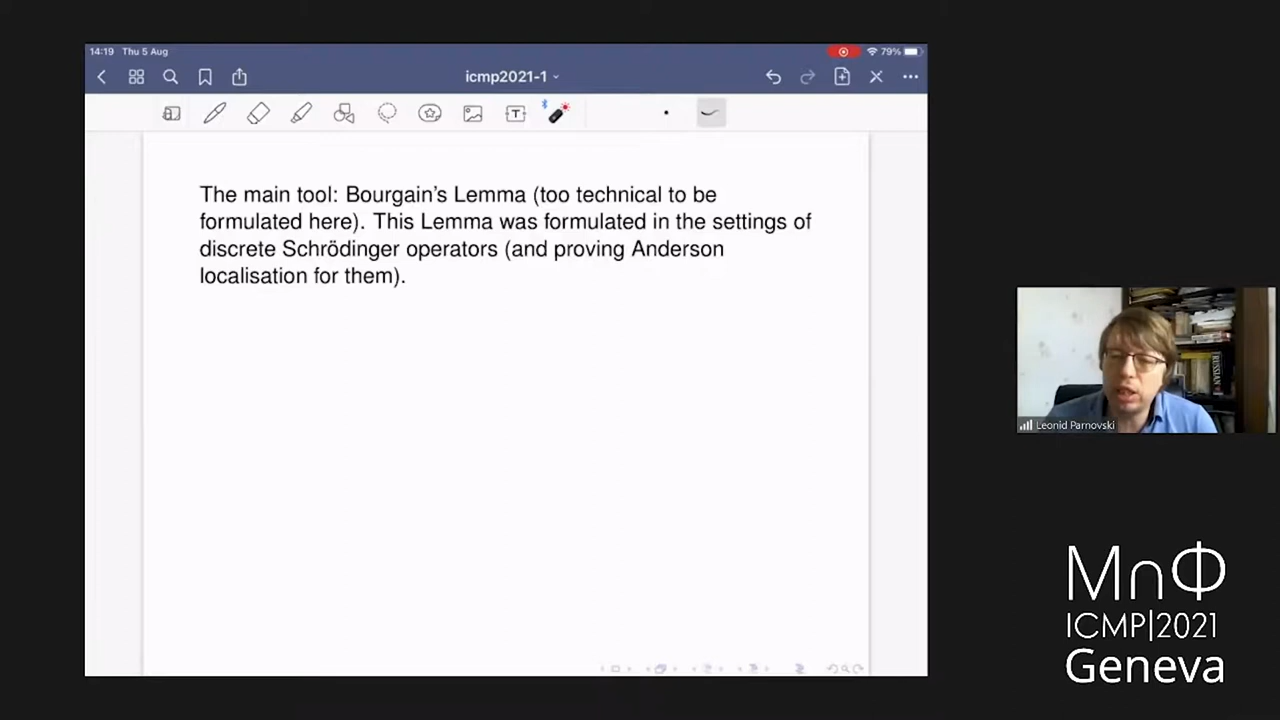 14:19 Thu 5 Aug
79%
icmp2021-1
T
The main tool: Bourgain's Lemma (too technical to be
formulated here). This Lemma was formulated in the settings of
discrete Schrödinger operators (and proving Anderson
localisation for them).
RUSSIAN
Leonid Parnovski
M∩Φ
ICMP|2021
Geneva